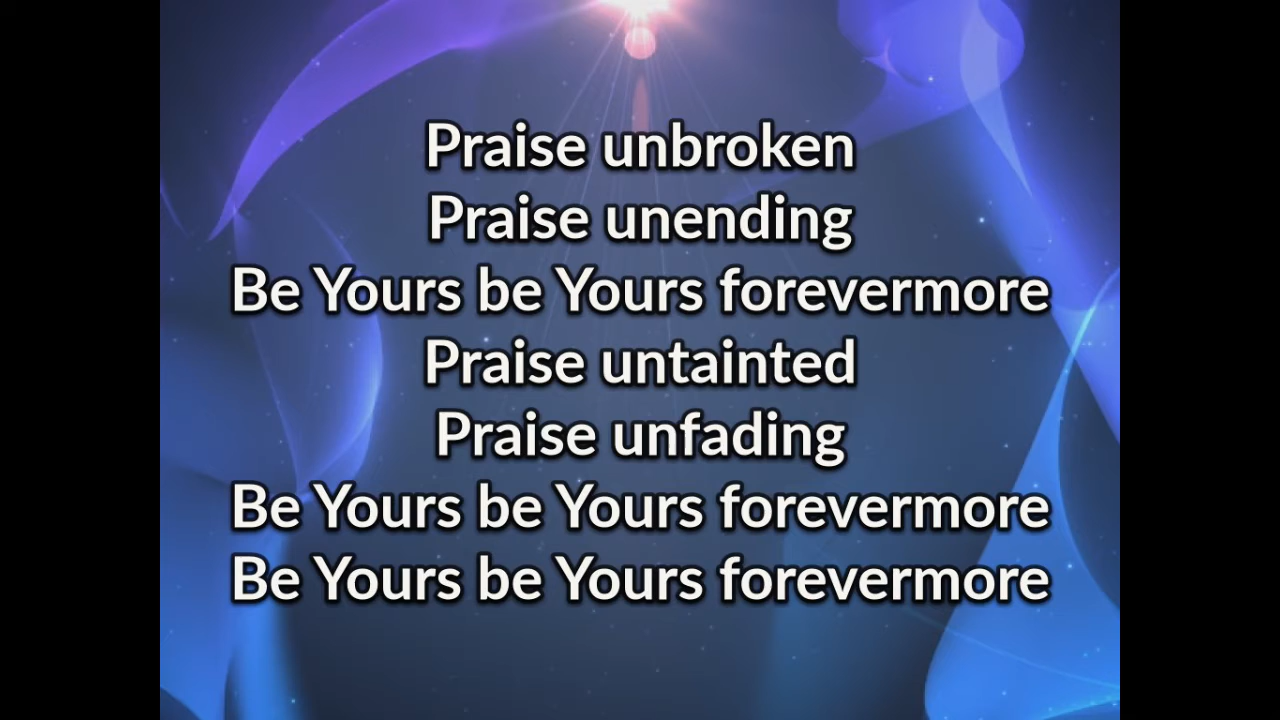 Praise unbroken
Praise unending
Be Yours be Yours forevermore
Praise untainted
Praise unfading
Be Yours be Yours forevermore
Be Yours be Yours forevermore